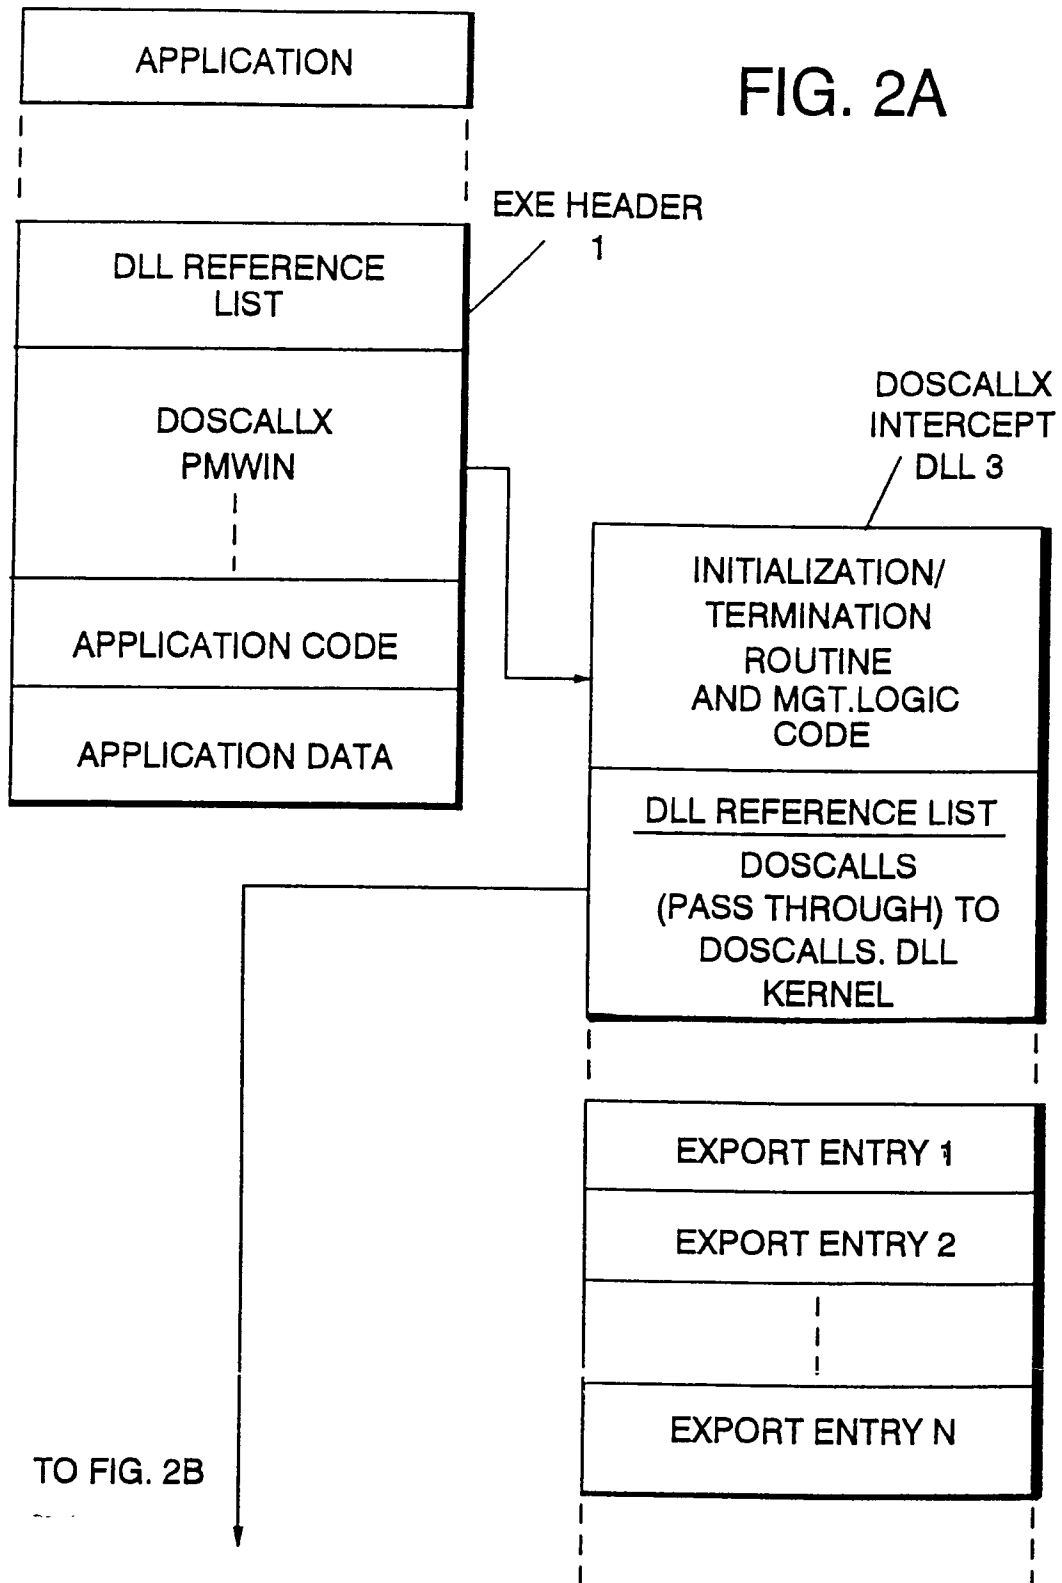 APPLICATION
FIG. 2A
EXE HEADER
1
DLL REFERENCE
LIST
DOSCALLX
PMWIN
APPLICATION CODE
APPLICATION DATA
DOSCALLX
INTERCEPT
DLL 3
INITIALIZATION/
TERMINATION
ROUTINE
AND MGT.LOGIC
CODE
DLL REFERENCE LIST
DOSCALLS
(PASS THROUGH) TO
DOSCALLS. DLL
KERNEL
EXPORT ENTRY 1
EXPORT ENTRY 2
EXPORT ENTRY N
TO FIG. 2B